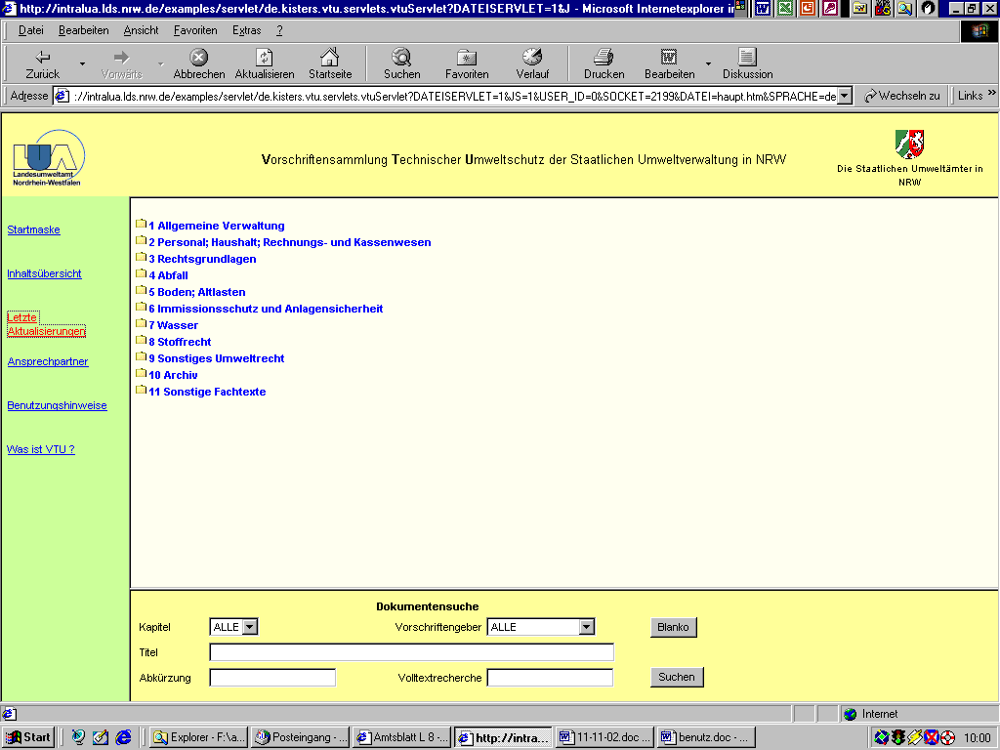 http://intralua.lds.nrw.de/examples/servlet/de.kisters.vtu.servlets.vtuServlet?DATEISERVLET=1&J - Microsoft Internetexplorer in
Datei Bearbeiten Ansicht Favoriten Extras ?
Zurück Vorwärts Abbrechen Aktualisieren Startseite Suchen Favoriten Verlauf Drucken Bearbeiten Diskussion
Adresse ://intralua.lds.nrw.de/examples/servlet/de.kisters.vtu.servlets.vtuServlet?DATEISERVLET=1&JS=1&USER_ID=0&SOCKET=2199&DATEI=haupt.htm&SPRACHE=de Wechseln zu Links »
LUA
Landesumweltamt
Nordrhein-Westfalen
Vorschriftensammlung Technischer Umweltschutz der Staatlichen Umweltverwaltung in NRW
Die Staatlichen Umweltämter in
NRW
Startmaske
Inhaltsübersicht
Letzte
Aktualisierungen
Ansprechpartner
Benutzungshinweise
Was ist VTU ?
1 Allgemeine Verwaltung
2 Personal; Haushalt; Rechnungs- und Kassenwesen
3 Rechtsgrundlagen
4 Abfall
5 Boden; Altlasten
6 Immissionsschutz und Anlagensicherheit
7 Wasser
8 Stoffrecht
9 Sonstiges Umweltrecht
10 Archiv
11 Sonstige Fachtexte
Dokumentensuche
Kapitel ALLE Vorschriftengeber ALLE Blanko
Titel
Abkürzung Volltextrecherche Suchen
Internet
Start Explorer - F:\a... Posteingang - ... Amtsblatt L 8 -... http://intra... 11-11-02.doc ... benutz.doc - ... 10:00